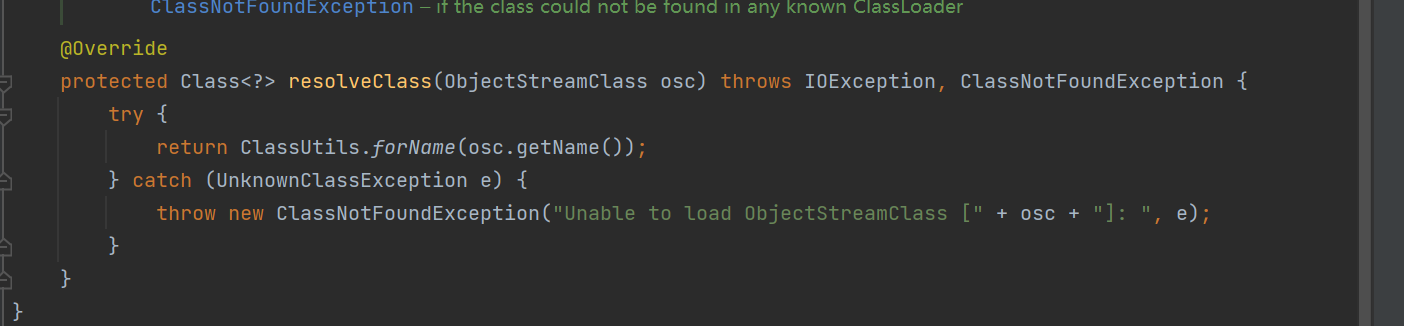 ClassNotFoundException – if the class could not be found in any known ClassLoader
@Override
protected Class<?> resolveClass(ObjectStreamClass osc) throws IOException, ClassNotFoundException {
try {
return ClassUtils.forName(osc.getName());
} catch (UnknownClassException e) {
throw new ClassNotFoundException("Unable to load ObjectStreamClass [" + osc + "]: ", e);
}
}
}